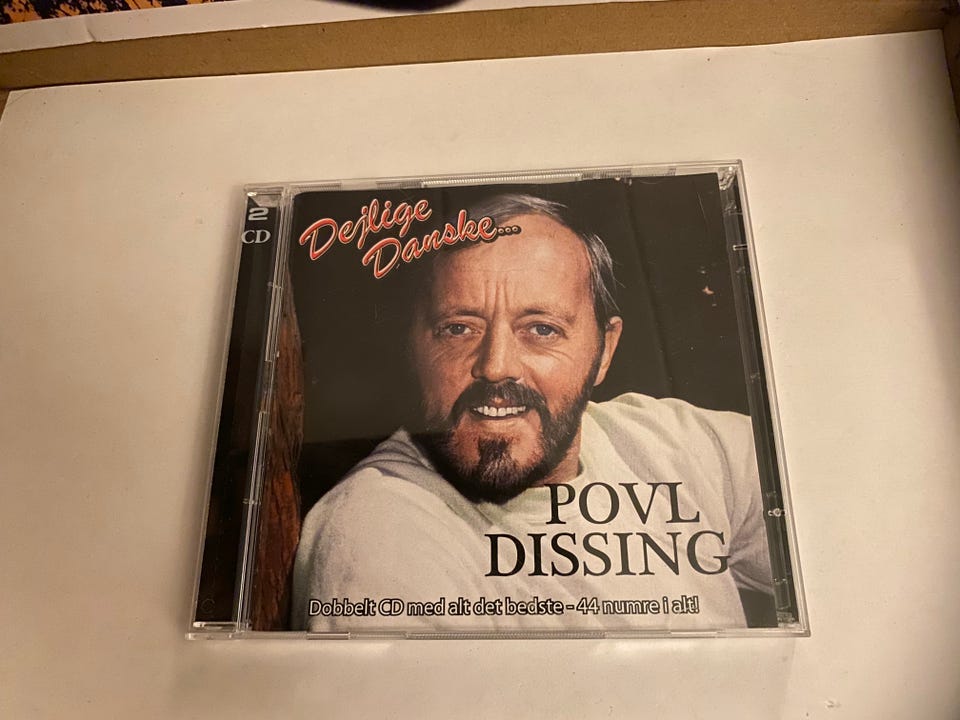 2
CD
Dejlige
Danske...
POVL
DISSING
Dobbelt CD med alt det bedste - 44 numre i alt!